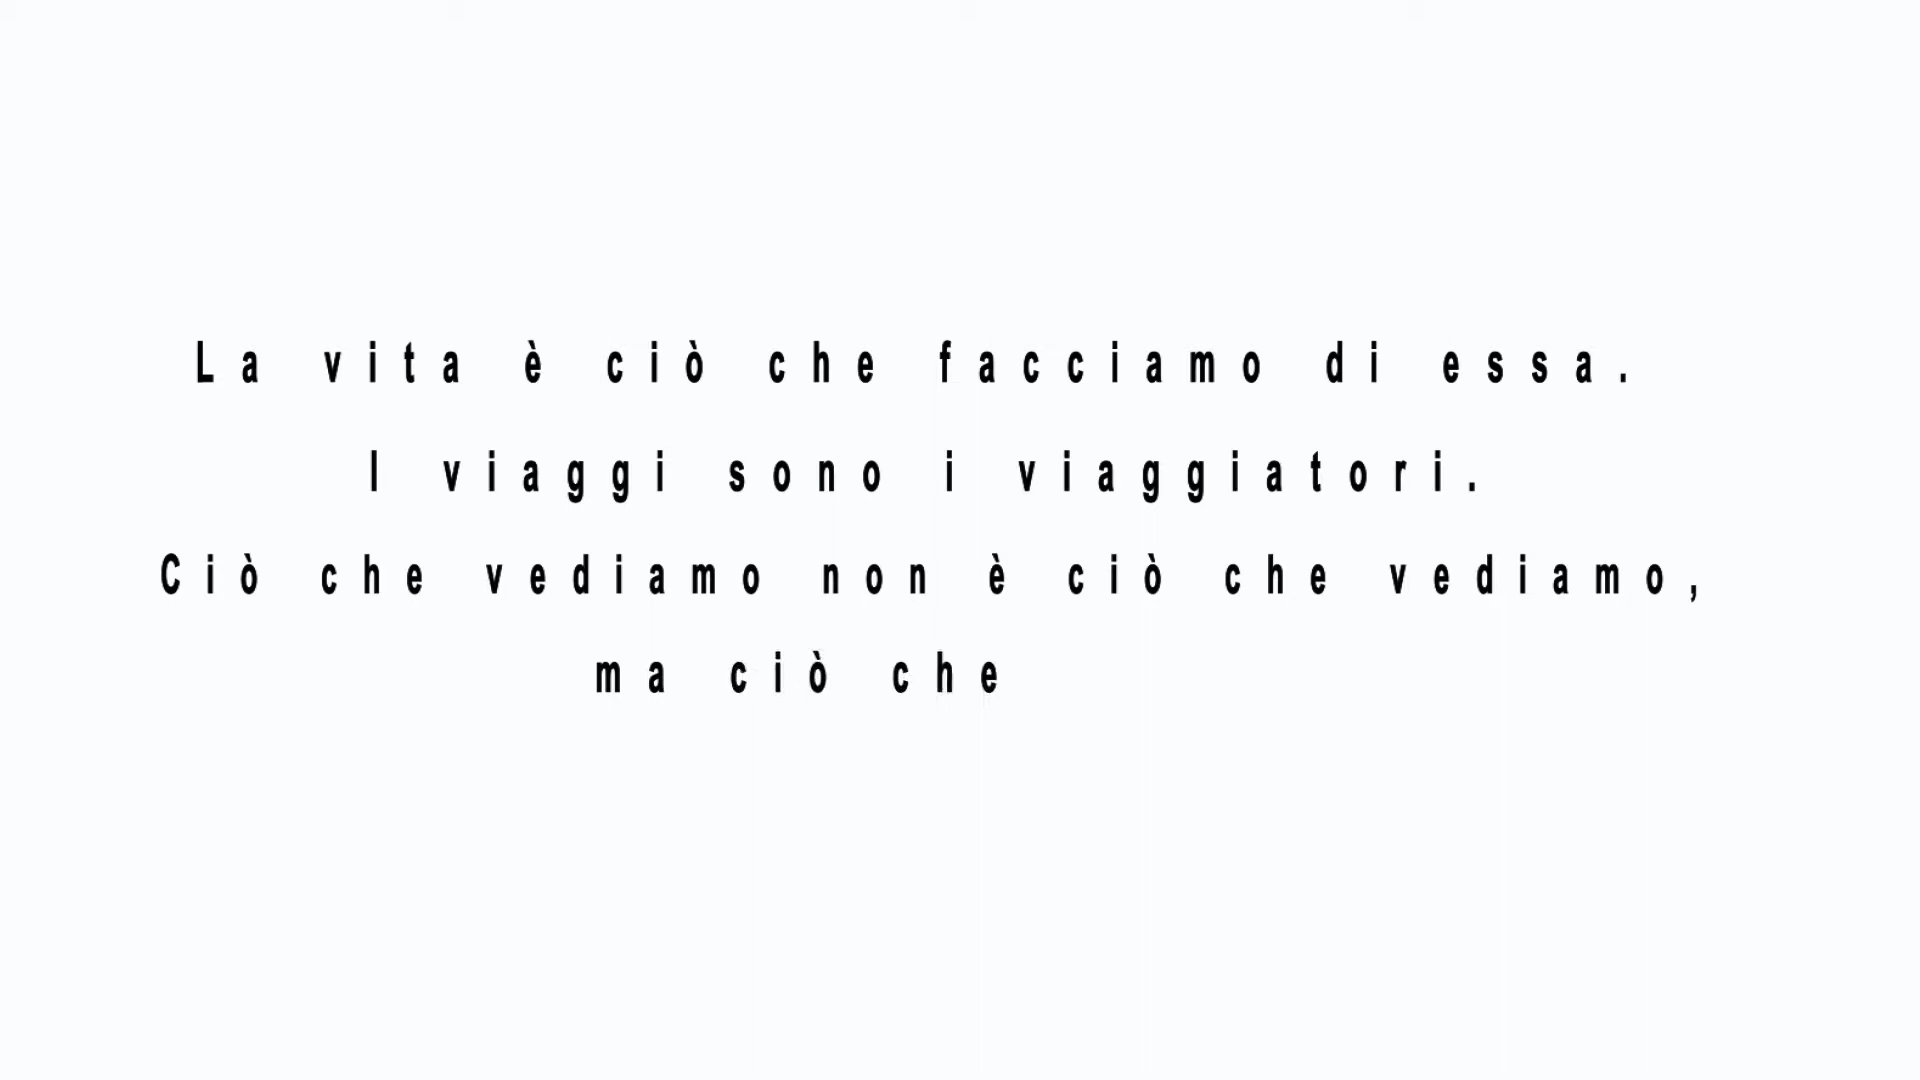 La vita è ciò che facciamo di essa.
I viaggi sono i viaggiatori.
Ciò che vediamo non è ciò che vediamo,
ma ciò che